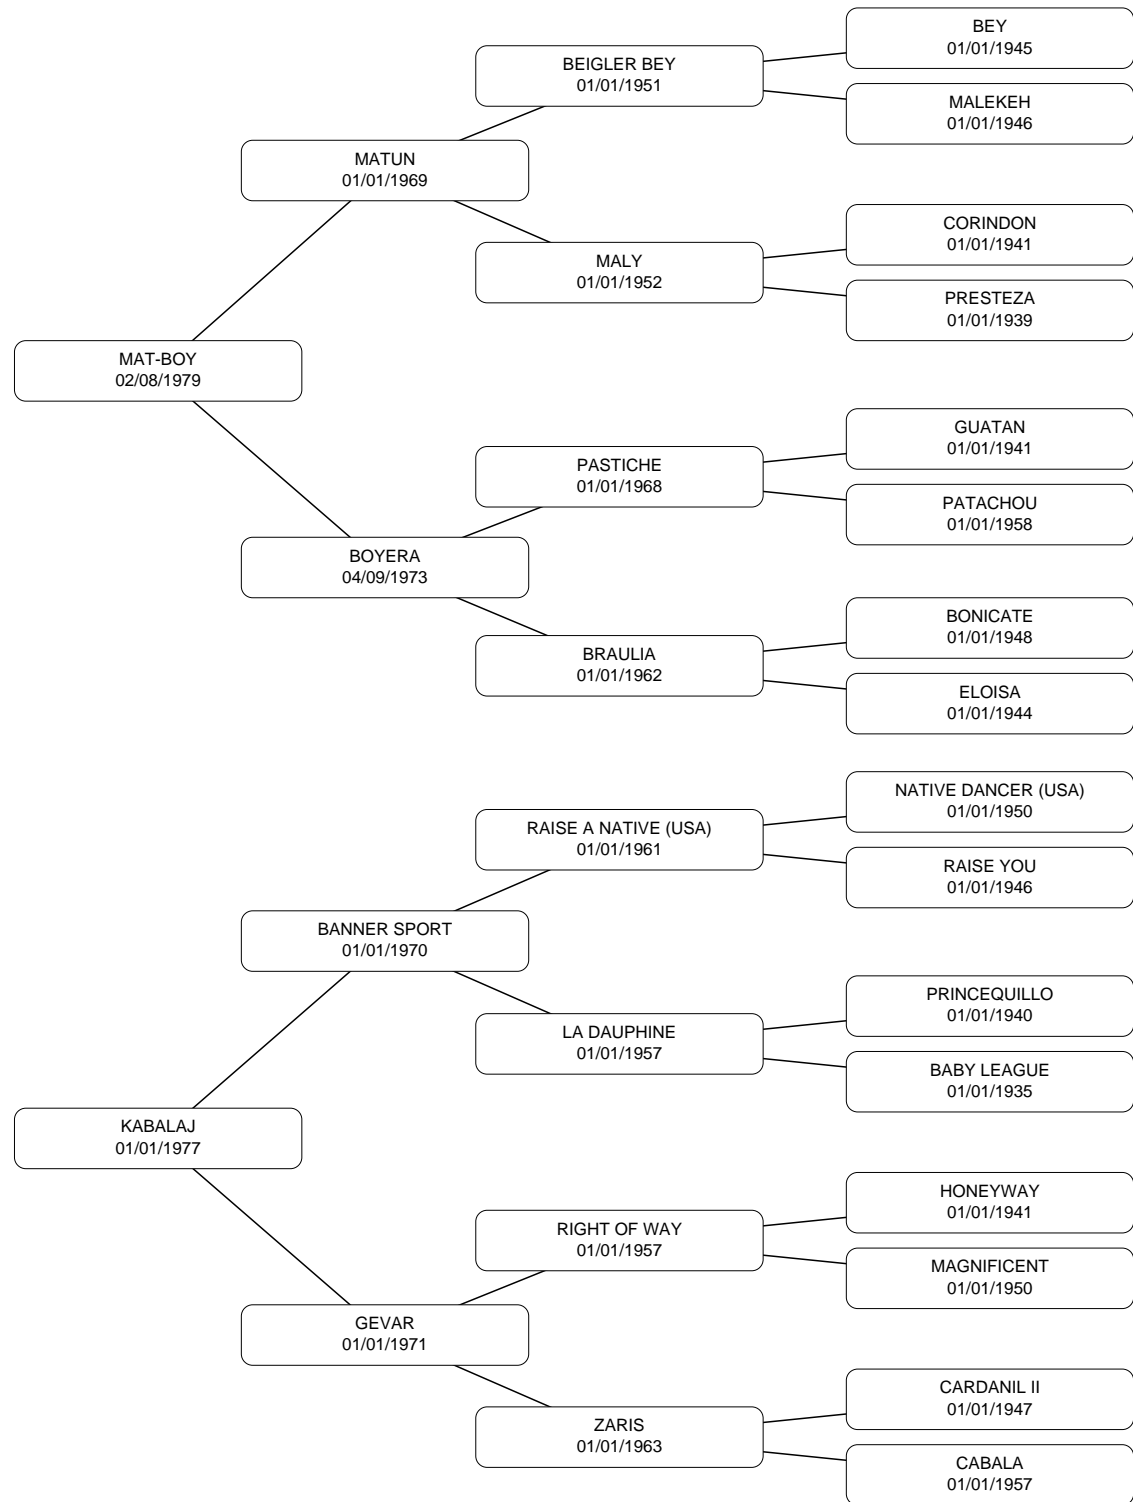 BEY
01/01/1945
BEIGLER BEY
01/01/1951
MALEKEH
01/01/1946
MATUN
01/01/1969
CORINDON
01/01/1941
MALY
01/01/1952
PRESTEZA
01/01/1939
MAT-BOY
02/08/1979
GUATAN
01/01/1941
PASTICHE
01/01/1968
PATACHOU
01/01/1958
BOYERA
04/09/1973
BONICATE
01/01/1948
BRAULIA
01/01/1962
ELOISA
01/01/1944
NATIVE DANCER (USA)
01/01/1950
RAISE A NATIVE (USA)
01/01/1961
RAISE YOU
01/01/1946
BANNER SPORT
01/01/1970
PRINCEQUILLO
01/01/1940
LA DAUPHINE
01/01/1957
BABY LEAGUE
01/01/1935
KABALAJ
01/01/1977
HONEYWAY
01/01/1941
RIGHT OF WAY
01/01/1957
MAGNIFICENT
01/01/1950
GEVAR
01/01/1971
CARDANIL II
01/01/1947
ZARIS
01/01/1963
CABALA
01/01/1957